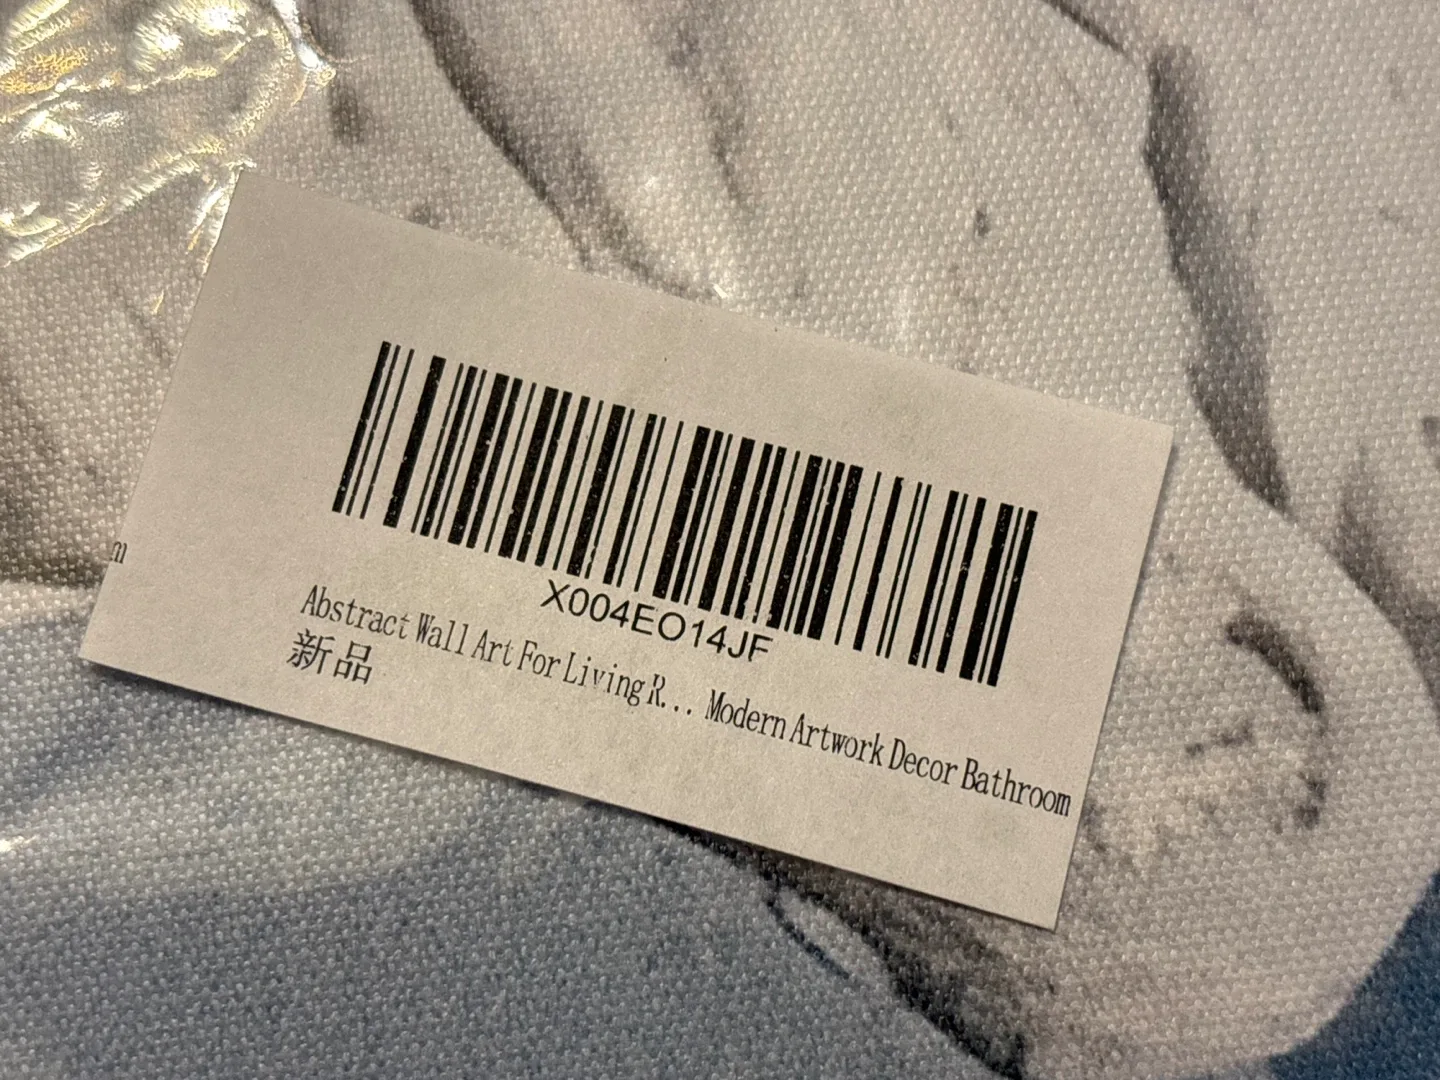 X004EO14JF
Abstract Wall Art For Living R... Modern Artwork Decor Bathroom
新品
m